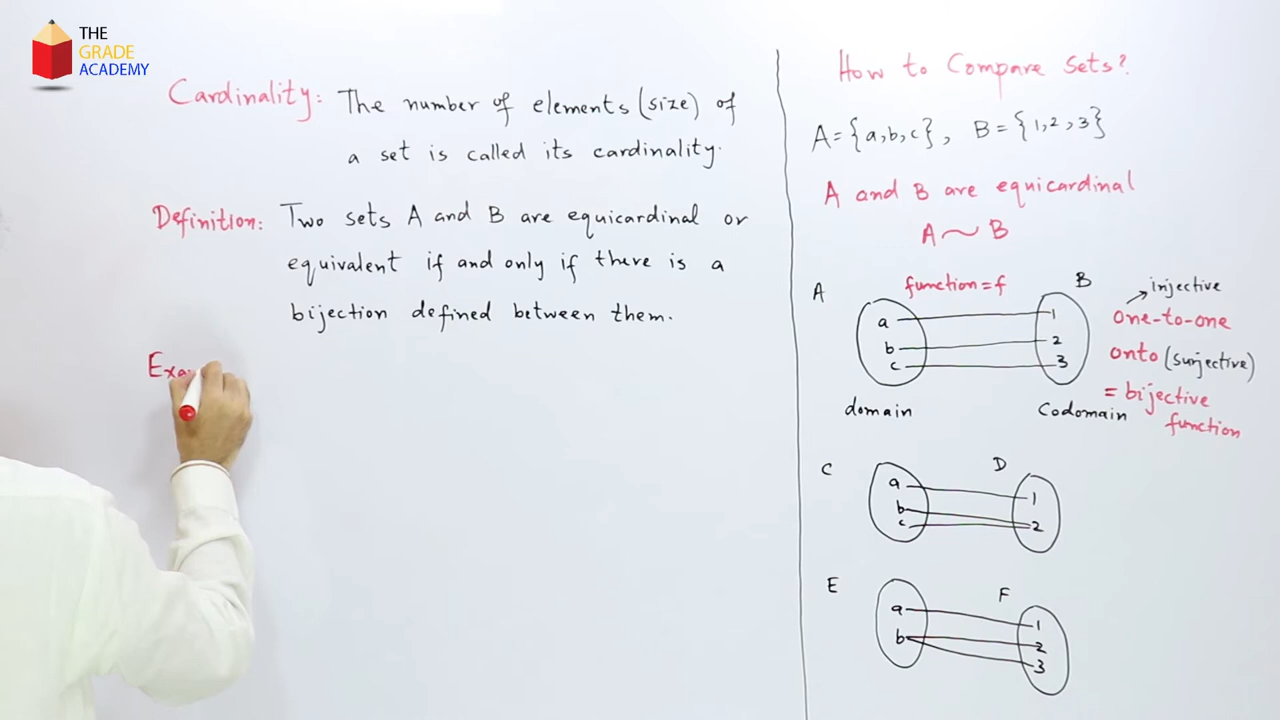 THE
GRADE
ACADEMY
Cardinality: The number of elements (size) of
a set is called its cardinality.
Definition: Two sets A and B are equicardinal or
equivalent if and only if there is a
bijection defined between them.
Exa
How to Compare Sets?
A = {a,b,c}, B = {1,2,3}
A and B are equicardinal
A ~ B
A function = f B
injective
one-to-one
onto (surjective)
= bijective
function
a 1
b 2
c 3
domain Codomain
C D
a 1
b 2
c
E F
a 1
b 2
3